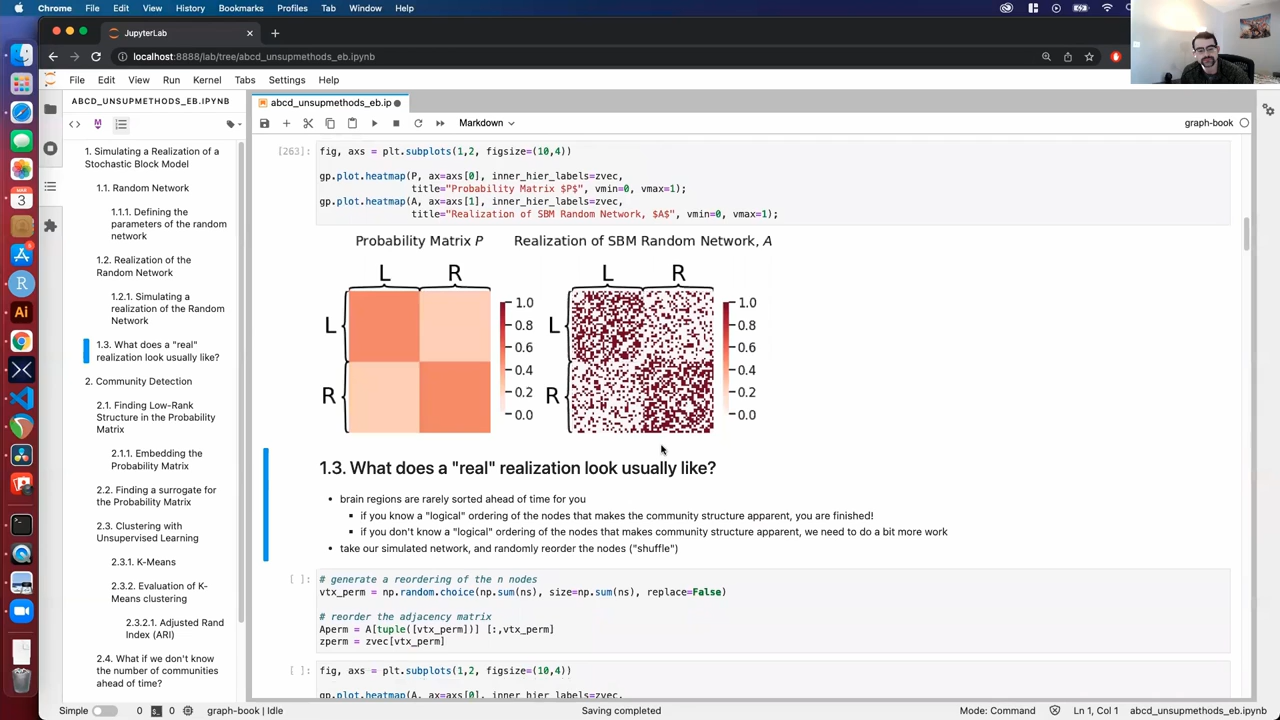 Chrome File Edit View History Bookmarks Profiles Tab Window Help
JupyterLab
localhost:8888/lab/tree/abcd_unsupmethods_eb.ipynb
File Edit View Run Kernel Tabs Settings Help
ABCD_UNSUPMETHODS_EB.IPYNB
abcd_unsupmethods_eb.ip
Markdown
graph-book
1. Simulating a Realization of a
Stochastic Block Model
1.1. Random Network
1.1.1. Defining the
parameters of the random
network
1.2. Realization of the
Random Network
1.2.1. Simulating a
realization of the Random
Network
1.3. What does a "real"
realization look usually like?
2. Community Detection
2.1. Finding Low-Rank
Structure in the Probability
Matrix
2.1.1. Embedding the
Probability Matrix
2.2. Finding a surrogate for
the Probability Matrix
2.3. Clustering with
Unsupervised Learning
2.3.1. K-Means
2.3.2. Evaluation of K-
Means clustering
2.3.2.1. Adjusted Rand
Index (ARI)
2.4. What if we don't know
the number of communities
ahead of time?
[263]: fig, axs = plt.subplots(1,2, figsize=(10,4))
gp.plot.heatmap(P, ax=axs[0], inner_hier_labels=zvec,
title="Probability Matrix $P$", vmin=0, vmax=1);
gp.plot.heatmap(A, ax=axs[1], inner_hier_labels=zvec,
title="Realization of SBM Random Network, $A$", vmin=0, vmax=1);
Probability Matrix P Realization of SBM Random Network, A
L R L R
L 1.0 L 1.0
0.8 0.8
0.6 0.6
R 0.4 R 0.4
0.2 0.2
0.0 0.0
1.3. What does a "real" realization look usually like?
• brain regions are rarely sorted ahead of time for you
▪ if you know a "logical" ordering of the nodes that makes the community structure apparent, you are finished!
▪ if you don't know a "logical" ordering of the nodes that makes community structure apparent, we need to do a bit more work
• take our simulated network, and randomly reorder the nodes ("shuffle")
[ ]: # generate a reordering of the n nodes
vtx_perm = np.random.choice(np.sum(ns), size=np.sum(ns), replace=False)
# reorder the adjacency matrix
Aperm = A[tuple([vtx_perm])] [:,vtx_perm]
zperm = zvec[vtx_perm]
[ ]: fig, axs = plt.subplots(1,2, figsize=(10,4))
gp.plot.heatmap(A, ax=axs[0], inner_hier_labels=zvec,
Simple 0 0 graph-book | Idle Saving completed Mode: Command Ln 1, Col 1 abcd_unsupmethods_eb.ipynb